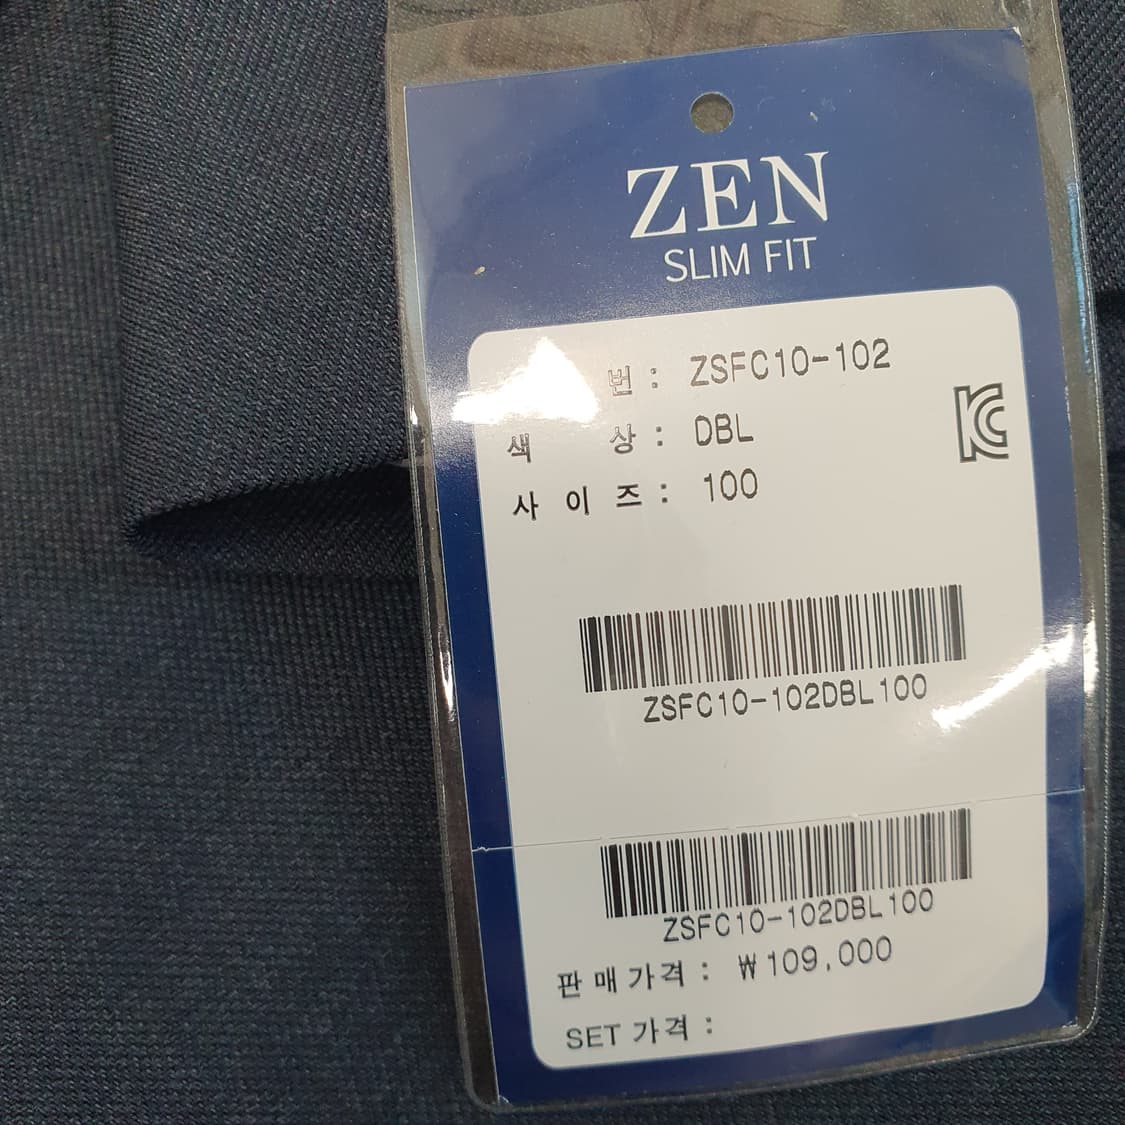 ZEN
SLIM FIT
번 : ZSFC10-102
색 상 : DBL
사 이 즈 : 100
KC
ZSFC10-102DBL100
ZSFC10-102DBL100
판 매 가 격 : ₩109,000
SET 가 격 :